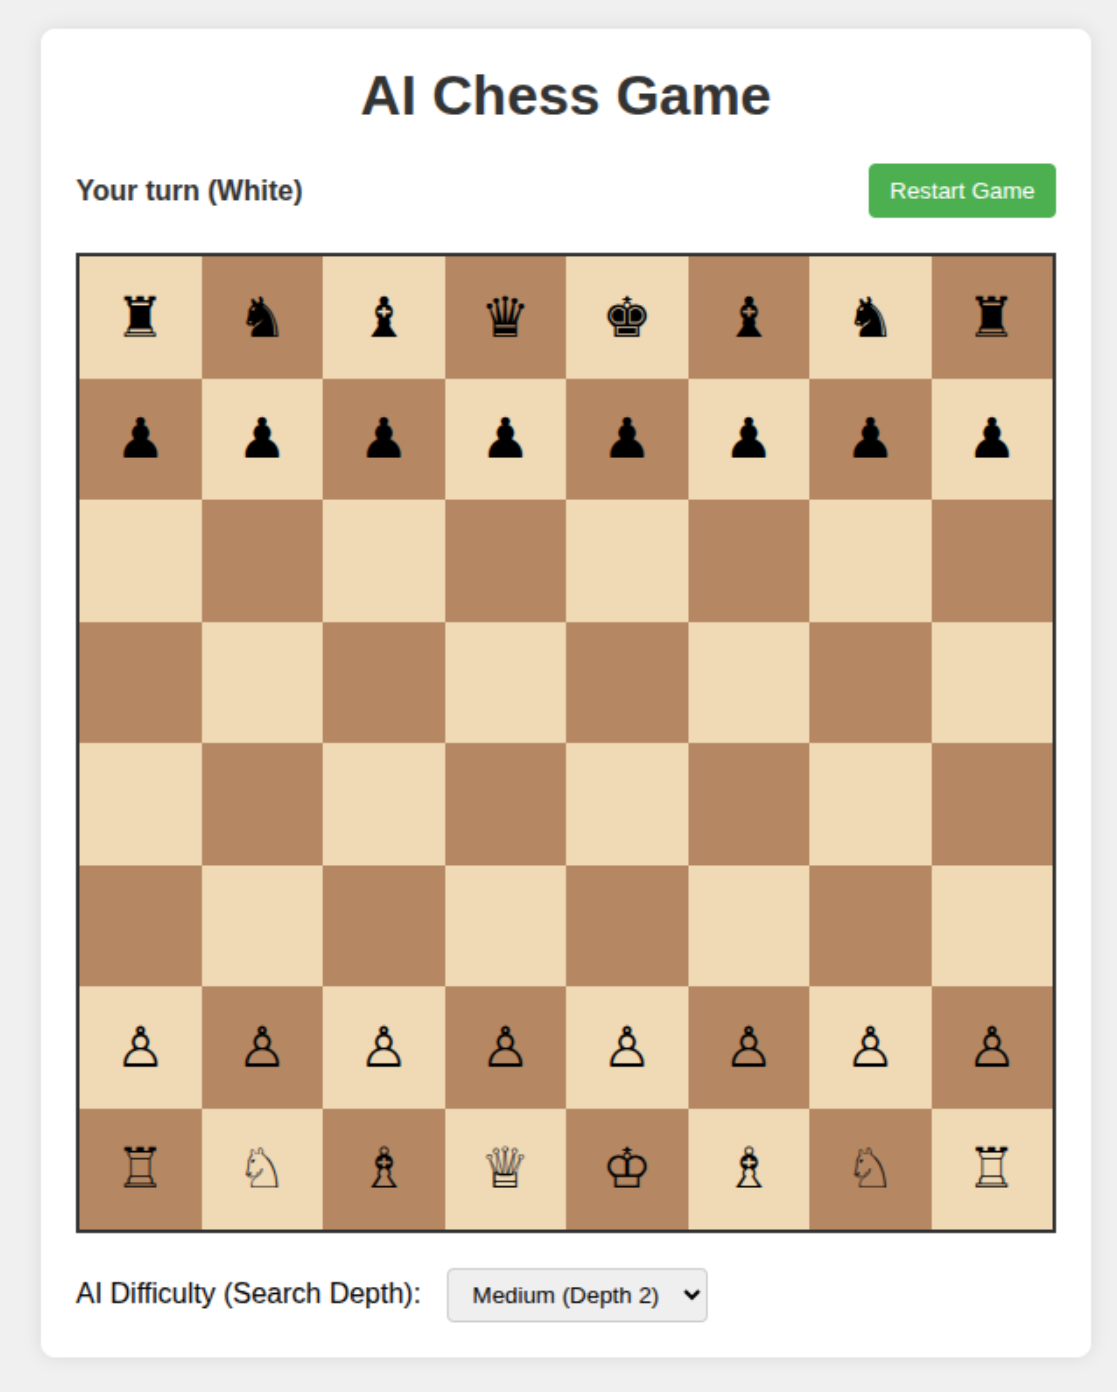 AI Chess Game
Your turn (White)
Restart Game
AI Difficulty (Search Depth):
Medium (Depth 2)